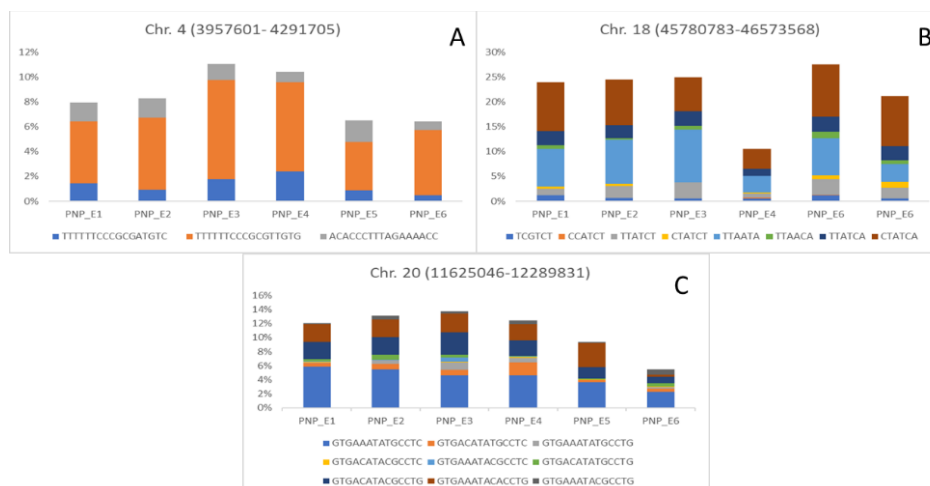 Chr. 4 (3957601- 4291705)
A
12%
10%
8%
6%
4%
2%
0%
PNP_E1 PNP_E2 PNP_E3 PNP_E4 PNP_E5 PNP_E6
TTTTTTCCCGCGATGTC TTTTTTCCCGCGTTGTG ACACCCTTTAGAAAACC
Chr. 18 (45780783-46573568)
B
30%
25%
20%
15%
10%
5%
0%
PNP_E1 PNP_E2 PNP_E3 PNP_E4 PNP_E6 PNP_E6
TCGTCT CCATCT TTATCT CTATCT TTAATA TTAACA TTATCA CTATCA
Chr. 20 (11625046-12289831)
C
16%
14%
12%
10%
8%
6%
4%
2%
0%
PNP_E1 PNP_E2 PNP_E3 PNP_E4 PNP_E5 PNP_E6
GTGAAATATGCCTC GTGACATATGCCTC GTGAAATATGCCTG
GTGACATACGCCTC GTGAAATACGCCTC GTGACATATGCCTG
GTGACATACGCCTG GTGAAATACACCTG GTGAAATACGCCTG